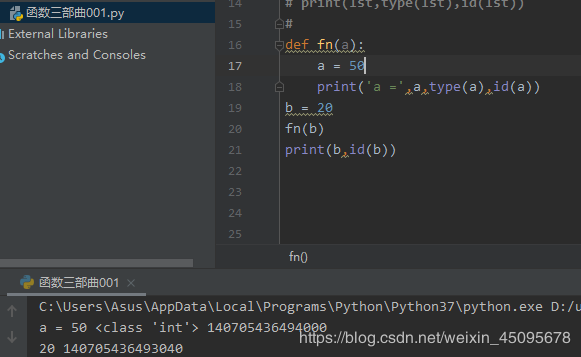 函数三部曲001.py
External Libraries
Scratches and Consoles
14 # print(lst,type(lst),id(lst))
15 #
16 def fn(a):
17 a = 50
18 print('a =',a,type(a),id(a))
19 b = 20
20 fn(b)
21 print(b,id(b))
22
23
24
25
fn()
函数三部曲001 ×
C:\Users\Asus\AppData\Local\Programs\Python\Python37\python.exe D:/u
a = 50 <class 'int'> 140705436494000
20 140705436493040
https://blog.csdn.net/weixin_45095678